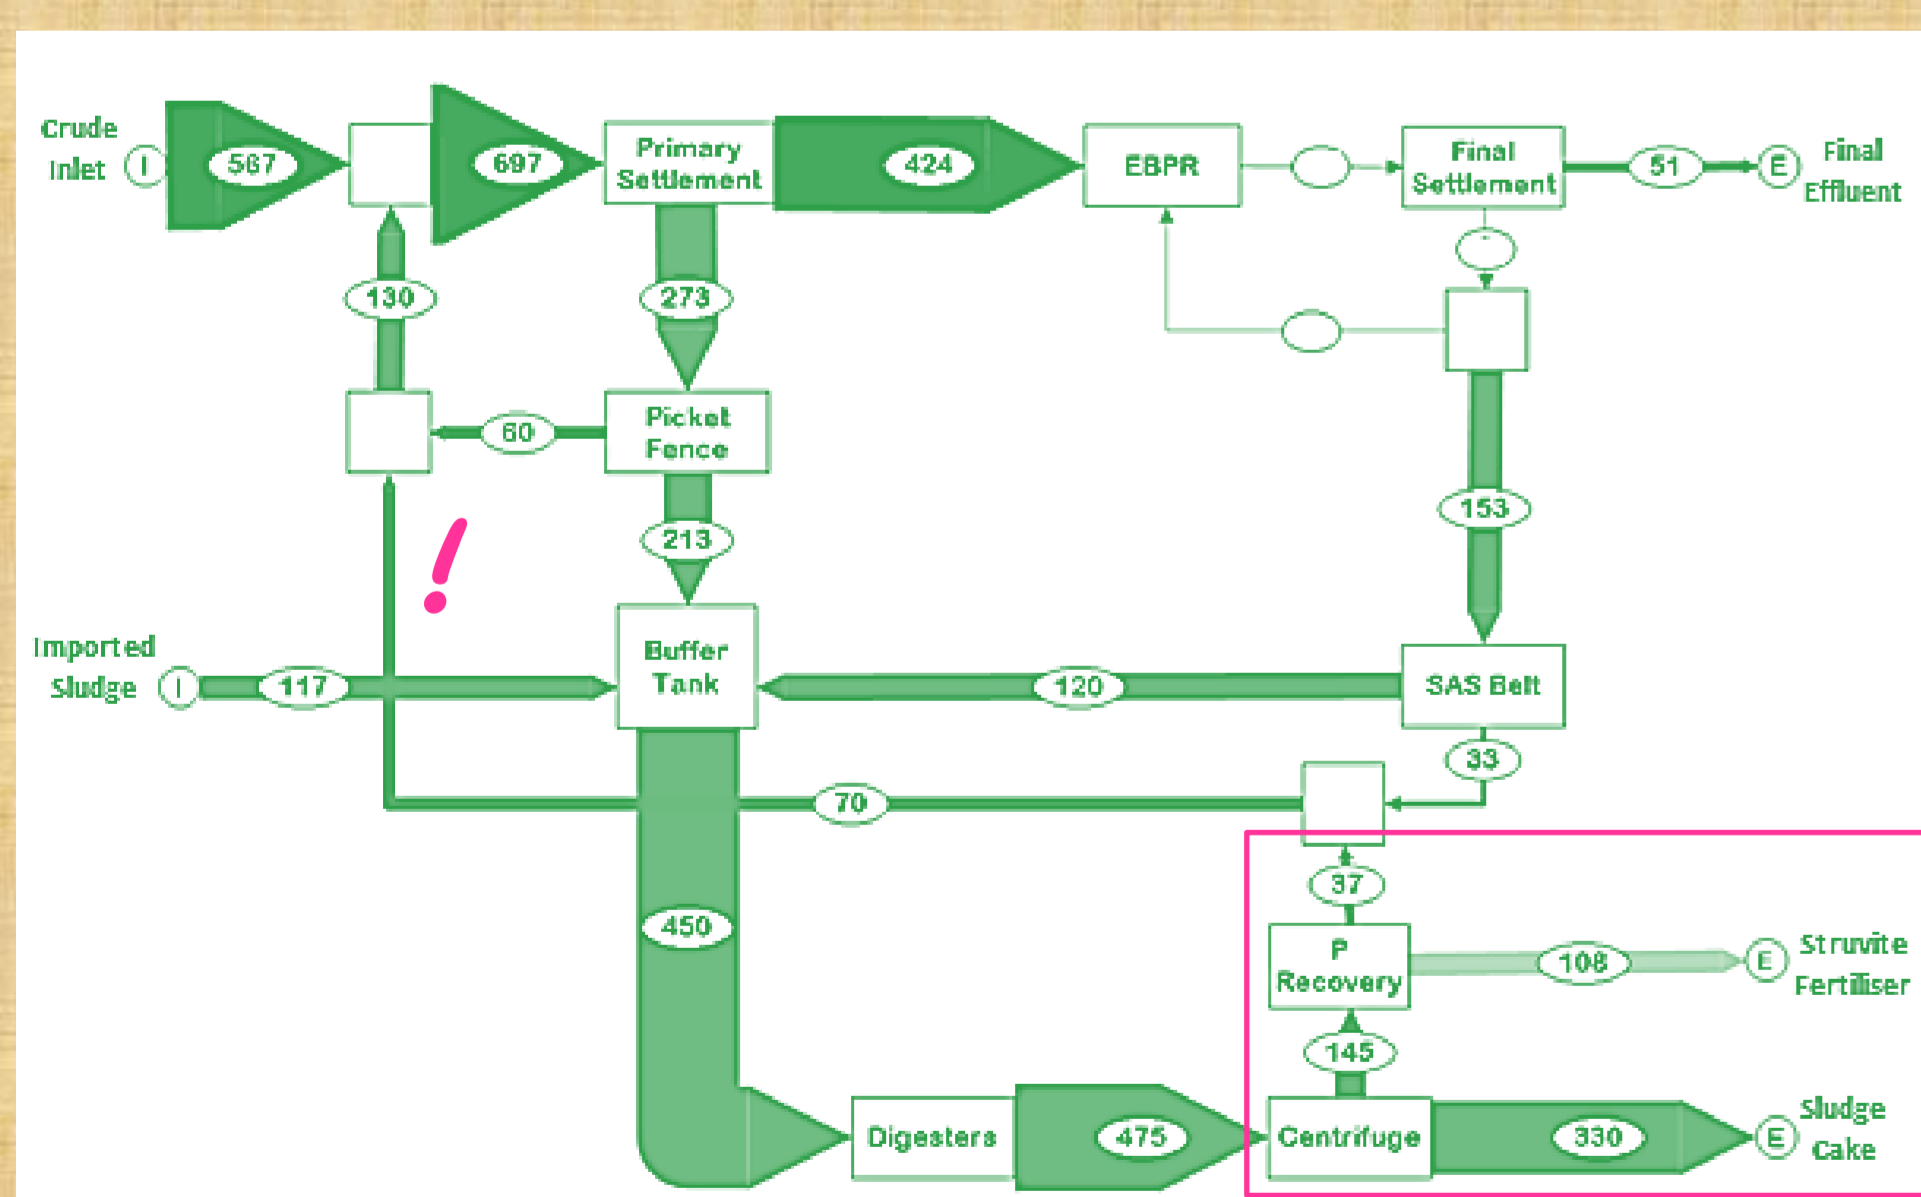 Crude
Inlet
I
567
697
Primary
Settlement
424
EBPR
Final
Settlement
51
E
Final
Effluent
130
273
60
Picket
Fence
213
153
!
Imported
Sludge
I
117
Buffer
Tank
120
SAS Belt
33
70
37
450
P
Recovery
108
E
Struvite
Fertiliser
145
Digesters
475
Centrifuge
330
E
Sludge
Cake